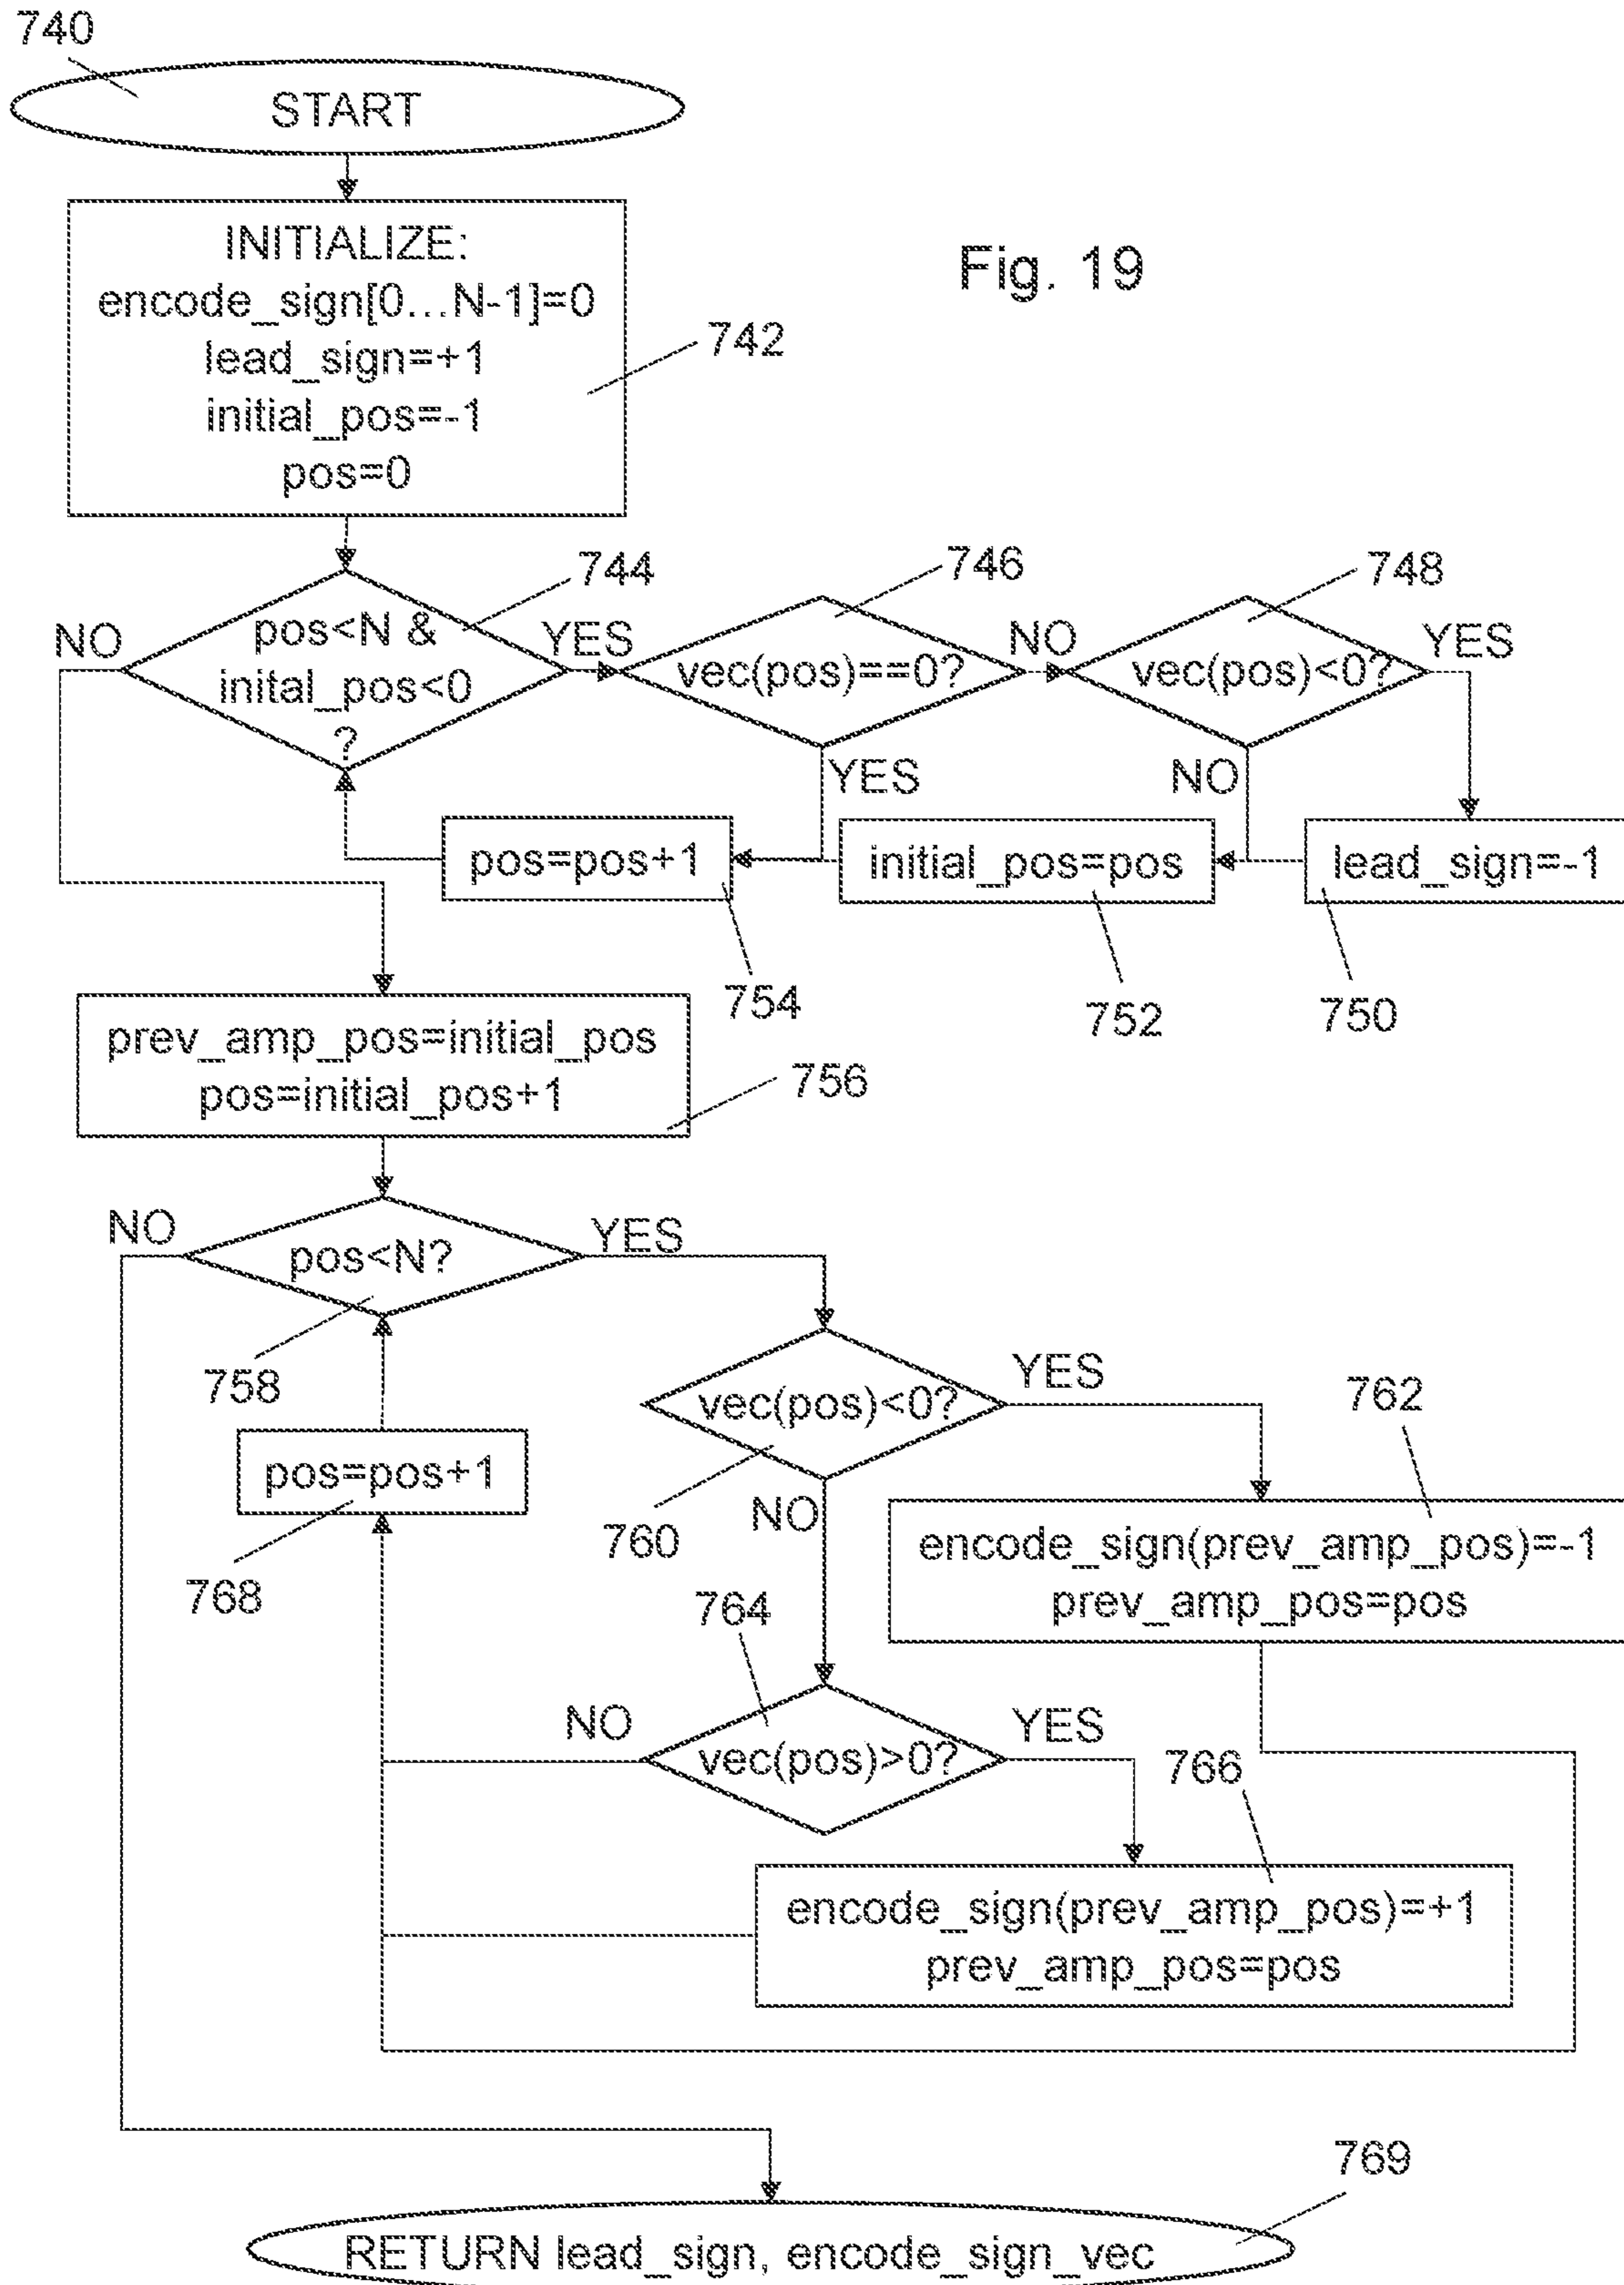 740
START
INITIALIZE:
encode_sign[0...N-1]=0
lead_sign=+1
initial_pos=-1
pos=0
742
Fig. 19
744
746
748
NO
pos<N &
inital_pos<0
?
YES
vec(pos)==0?
NO
vec(pos)<0?
YES
YES
NO
pos=pos+1
initial_pos=pos
lead_sign=-1
754
752
750
prev_amp_pos=initial_pos
pos=initial_pos+1
756
NO
pos<N?
YES
758
vec(pos)<0?
YES
762
pos=pos+1
760
NO
encode_sign(prev_amp_pos)=-1
prev_amp_pos=pos
768
764
NO
vec(pos)>0?
YES
766
encode_sign(prev_amp_pos)=+1
prev_amp_pos=pos
769
RETURN lead_sign, encode_sign_vec